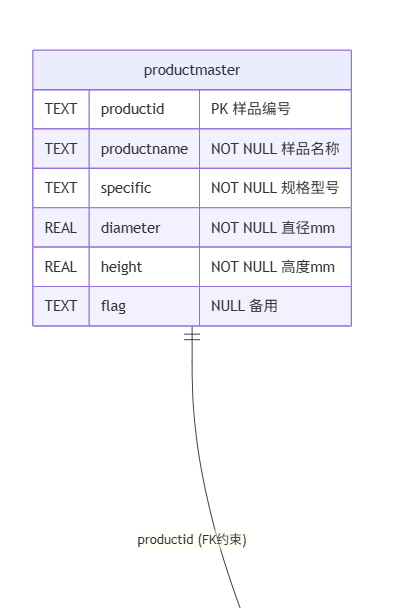 productmaster
TEXT productid PK 样品编号
TEXT productname NOT NULL 样品名称
TEXT specific NOT NULL 规格型号
REAL diameter NOT NULL 直径mm
REAL height NOT NULL 高度mm
TEXT flag NULL 备用
productid (FK约束)